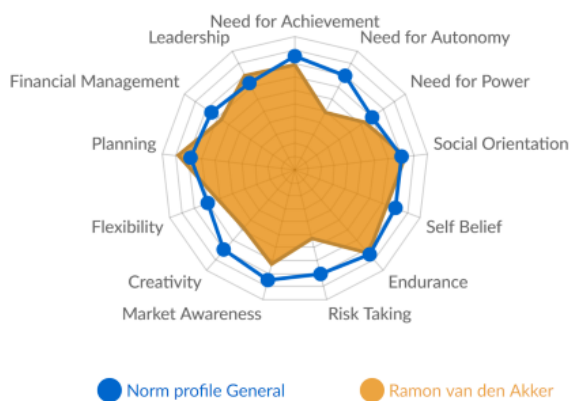 Need for Achievement
Leadership
Need for Autonomy
Financial Management
Need for Power
Planning
Social Orientation
Flexibility
Self Belief
Creativity
Endurance
Market Awareness
Risk Taking
Norm profile General
Ramon van den Akker